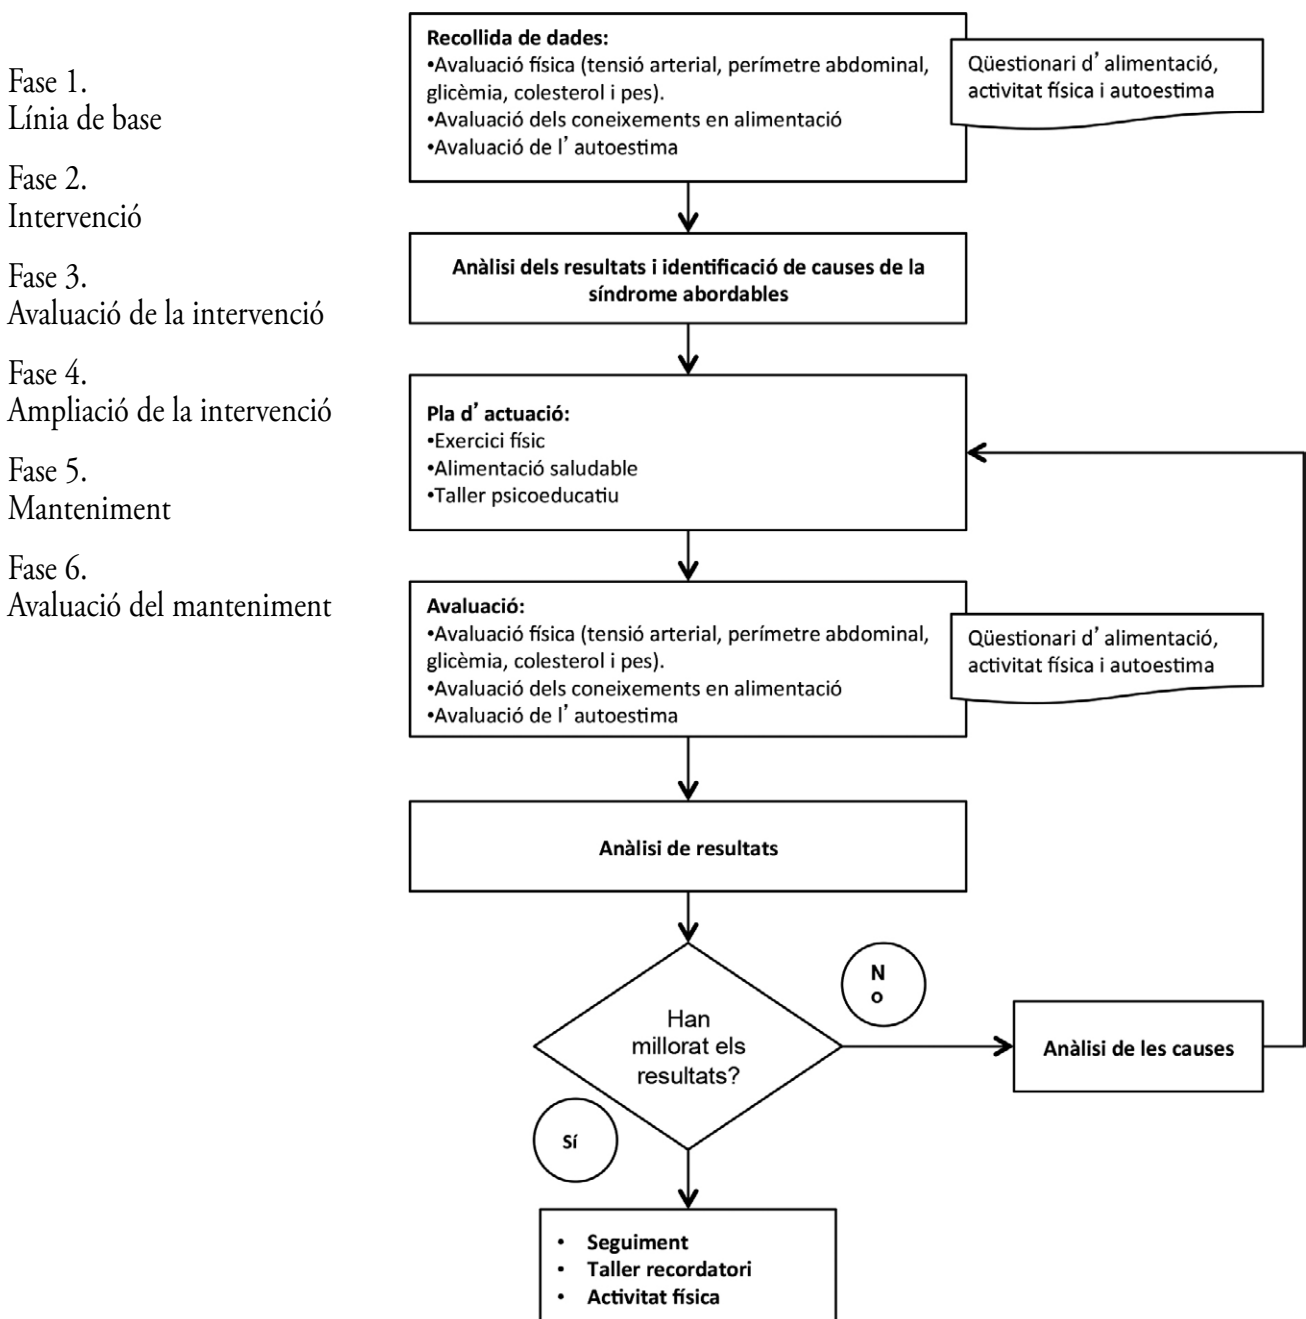 Fase 1.
Línia de base
Fase 2.
Intervenció
Fase 3.
Avaluació de la intervenció
Fase 4.
Ampliació de la intervenció
Fase 5.
Manteniment
Fase 6.
Avaluació del manteniment
Recollida de dades:
•Avaluació física (tensió arterial, perímetre abdominal,
glicèmia, colesterol i pes).
•Avaluació dels coneixements en alimentació
•Avaluació de l’ autoestima
Qüestionari d’ alimentació,
activitat física i autoestima
Anàlisi dels resultats i identificació de causes de la
síndrome abordables
Pla d’ actuació:
•Exercici físic
•Alimentació saludable
•Taller psicoeducatiu
Avaluació:
•Avaluació física (tensió arterial, perímetre abdominal,
glicèmia, colesterol i pes).
•Avaluació dels coneixements en alimentació
•Avaluació de l’ autoestima
Qüestionari d’ alimentació,
activitat física i autoestima
Anàlisi de resultats
Han
millorat els
resultats?
N
o
Anàlisi de les causes
Sí
• Seguiment
• Taller recordatori
• Activitat física